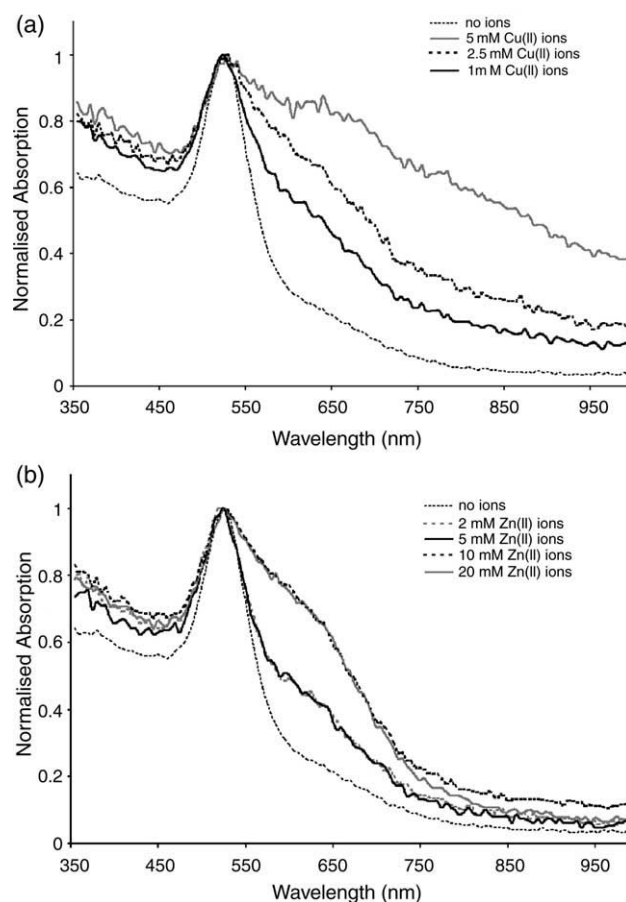 (a)
no ions
5 mM Cu(II) ions
2.5 mM Cu(II) ions
1m M Cu(II) ions
1
0.8
0.6
0.4
0.2
0
Normalised Absorption
350 450 550 650 750 850 950
Wavelength (nm)
(b)
no ions
2 mM Zn(II) ions
5 mM Zn(II) ions
10 mM Zn(II) ions
20 mM Zn(II) ions
1
0.8
0.6
0.4
0.2
0
Normalised Absorption
350 450 550 650 750 850 950
Wavelength (nm)